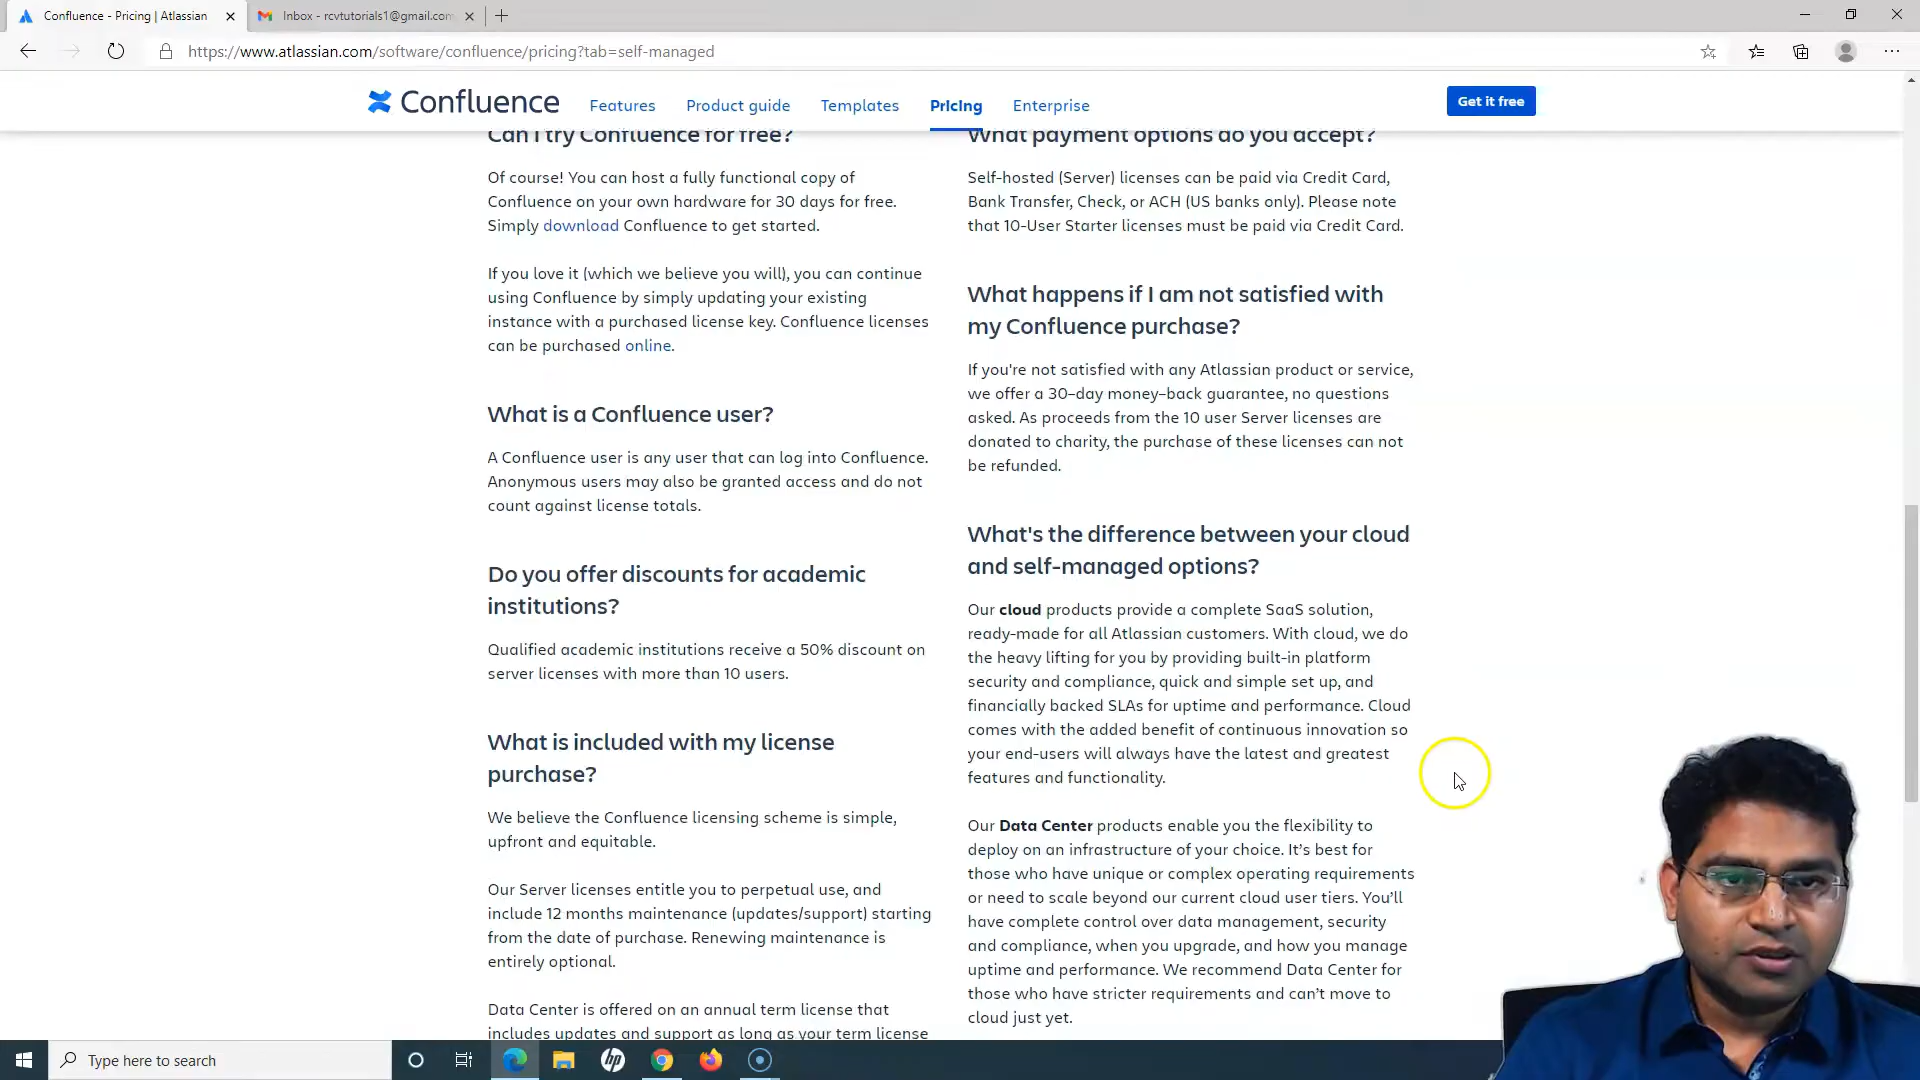 Confluence - Pricing | Atlassian
Inbox - rcvtutorials1@gmail.com
https://www.atlassian.com/software/confluence/pricing?tab=self-managed
Confluence
Features
Product guide
Templates
Pricing
Enterprise
Get it free
Can I try Confluence for free?
Of course! You can host a fully functional copy of
Confluence on your own hardware for 30 days for free.
Simply download Confluence to get started.
If you love it (which we believe you will), you can continue
using Confluence by simply updating your existing
instance with a purchased license key. Confluence licenses
can be purchased online.
What is a Confluence user?
A Confluence user is any user that can log into Confluence.
Anonymous users may also be granted access and do not
count against license totals.
Do you offer discounts for academic
institutions?
Qualified academic institutions receive a 50% discount on
server licenses with more than 10 users.
What is included with my license
purchase?
We believe the Confluence licensing scheme is simple,
upfront and equitable.
Our Server licenses entitle you to perpetual use, and
include 12 months maintenance (updates/support) starting
from the date of purchase. Renewing maintenance is
entirely optional.
Data Center is offered on an annual term license that
includes updates and support as long as your term license
What payment options do you accept?
Self-hosted (Server) licenses can be paid via Credit Card,
Bank Transfer, Check, or ACH (US banks only). Please note
that 10-User Starter licenses must be paid via Credit Card.
What happens if I am not satisfied with
my Confluence purchase?
If you're not satisfied with any Atlassian product or service,
we offer a 30-day money-back guarantee, no questions
asked. As proceeds from the 10 user Server licenses are
donated to charity, the purchase of these licenses can not
be refunded.
What's the difference between your cloud
and self-managed options?
Our cloud products provide a complete SaaS solution,
ready-made for all Atlassian customers. With cloud, we do
the heavy lifting for you by providing built-in platform
security and compliance, quick and simple set up, and
financially backed SLAs for uptime and performance. Cloud
comes with the added benefit of continuous innovation so
your end-users will always have the latest and greatest
features and functionality.
Our Data Center products enable you the flexibility to
deploy on an infrastructure of your choice. It’s best for
those who have unique or complex operating requirements
or need to scale beyond our current cloud user tiers. You’ll
have complete control over data management, security
and compliance, when you upgrade, and how you manage
uptime and performance. We recommend Data Center for
those who have stricter requirements and can’t move to
cloud just yet.
Type here to search
hp